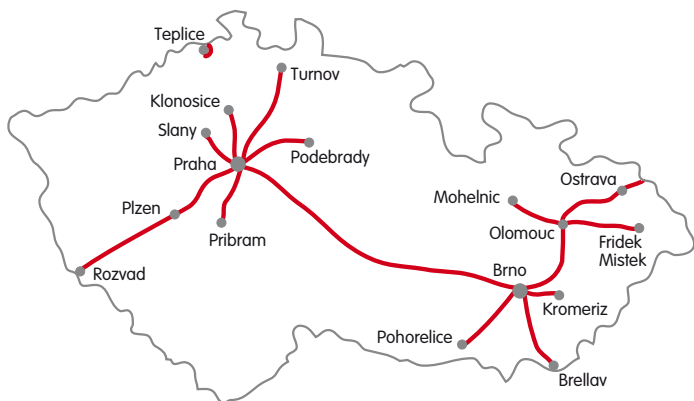 Teplice
Turnov
Klonosice
Slany
Praha
Podebrady
Plzen
Pribram
Rozvad
Mohelnic
Ostrava
Olomouc
Fridek
Mistek
Brno
Kromeriz
Pohorelice
Brellav